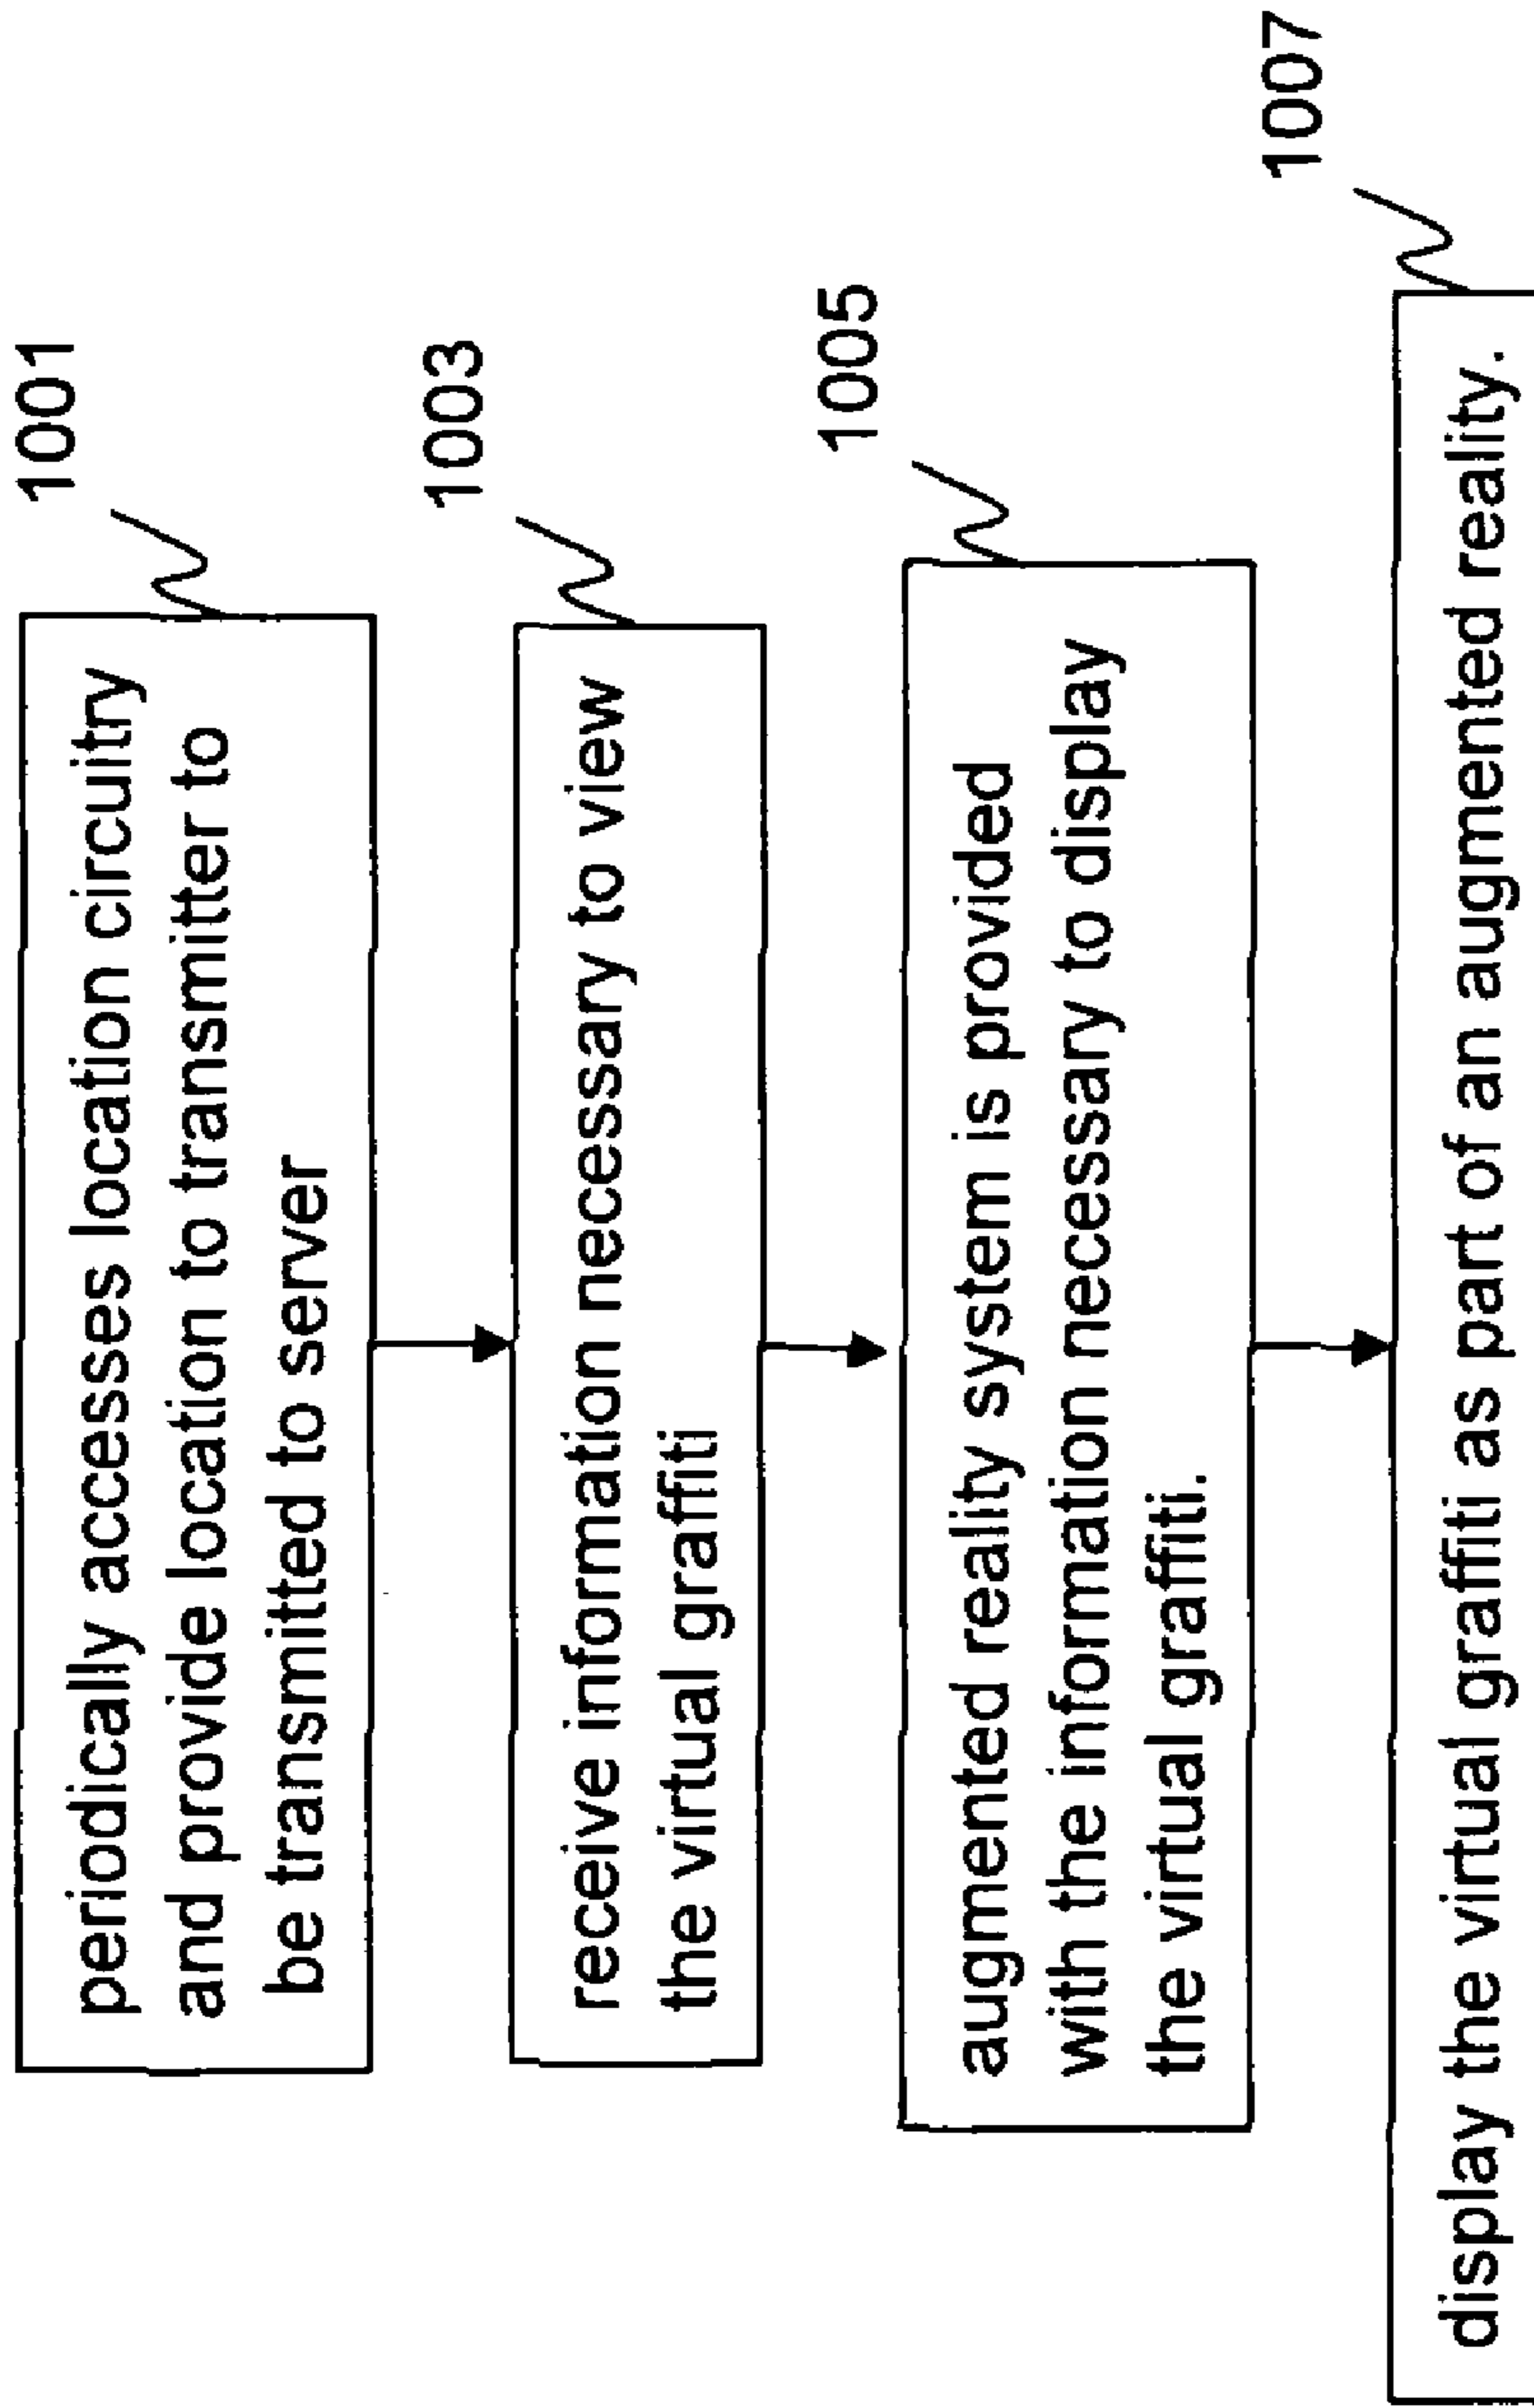 1001
periodically accesses location circuitry
and provide location to transmitter to
be transmitted to server
1003
receive information necessary to view
the virtual graffiti
1005
augmented reality system is provided
with the information necessary to display
the virtual graffiti.
1007
display the virtual graffiti as part of an augmented reality.